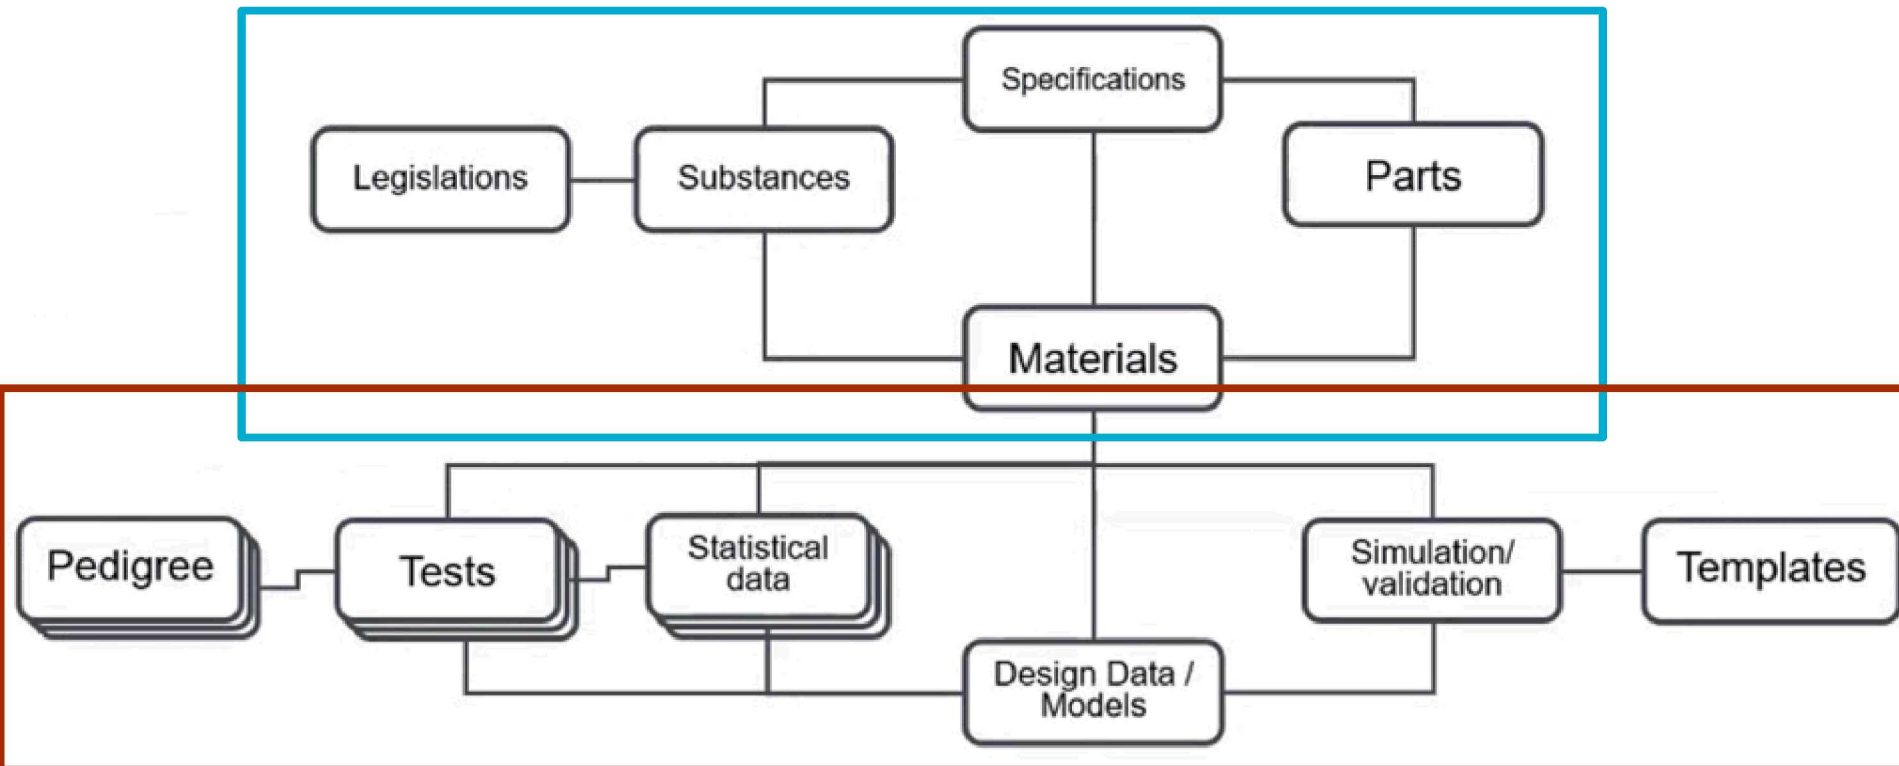 Specifications
Legislations
Substances
Parts
Materials
Pedigree
Tests
Statistical
data
Simulation/
validation
Templates
Design Data /
Models